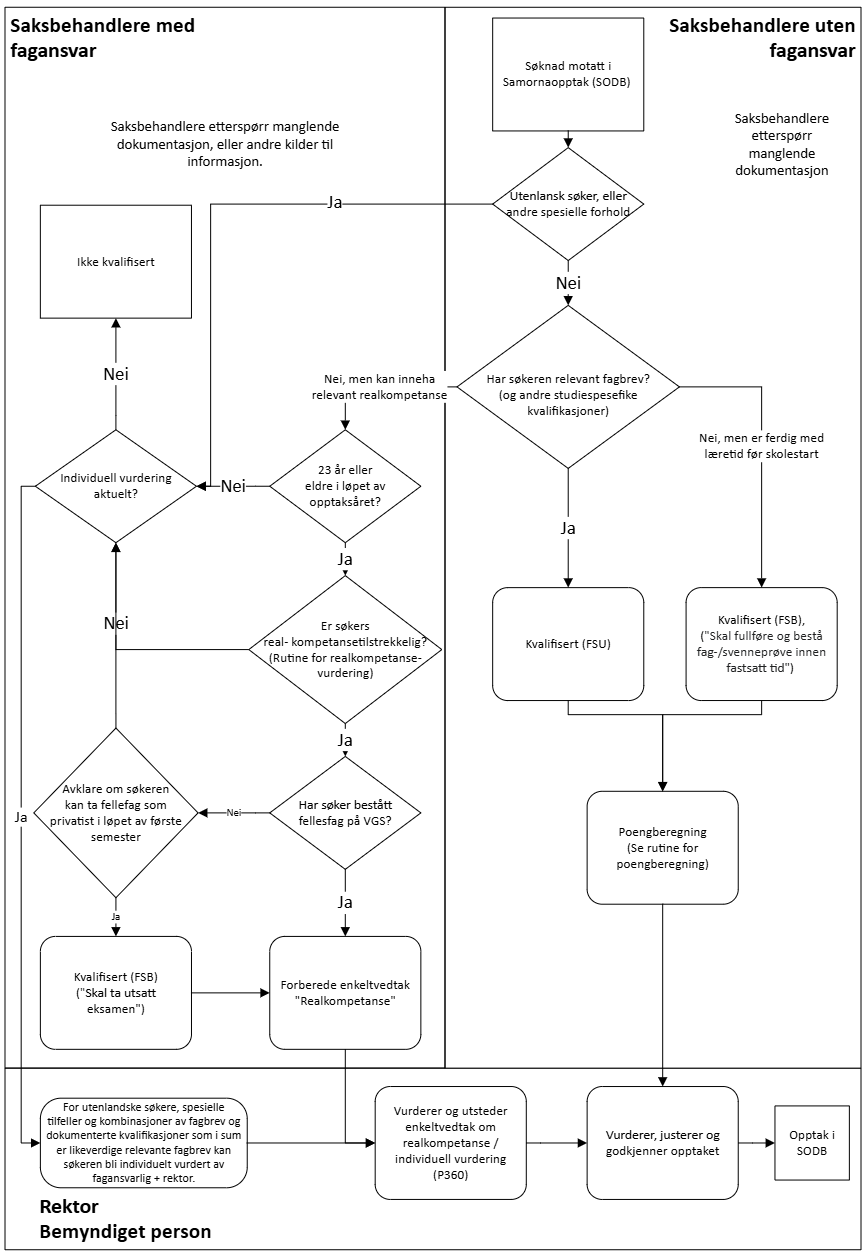 Saksbehandlere med
fagansvar
Saksbehandlere uten
fagansvar
Søknad motatt i
Samornaopptak (SODB)
Saksbehandlere etterspørr manglende
dokumentasjon, eller andre kilder til
informasjon.
Saksbehandlere
etterspørr
manglende
dokumentasjon
Utenlansk søker, eller
andre spesielle forhold
Ja
Nei
Ikke kvalifisert
Nei
Har søkeren relevant fagbrev?
(og andre studiespesefike
kvalifikasjoner)
Nei, men kan inneha
relevant realkompetanse
Nei, men er ferdig med
læretid før skolestart
Individuell vurdering
aktuelt?
Nei
23 år eller
eldre i løpet av
opptaksåret?
Ja
Ja
Er søkers
real- kompetansetilstrekkelig?
(Rutine for realkompetanse-
vurdering)
Nei
Kvalifisert (FSU)
Kvalifisert (FSB),
("Skal fullføre og bestå
fag-/svenneprøve innen
fastsatt tid")
Ja
Avklare om søkeren
kan ta fellefag som
privatist i løpet av første
semester
Nei
Har søker bestått
fellesfag på VGS?
Ja
Poengberegning
(Se rutine for
poengberegning)
Ja
Ja
Kvalifisert (FSB)
("Skal ta utsatt
eksamen")
Forberede enkeltvedtak
"Realkompetanse"
For utenlandske søkere, spesielle
tilfeller og kombinasjoner av fagbrev og
dokumenterte kvalifikasjoner som i sum
er likeverdige relevante fagbrev kan
søkeren bli individuelt vurdert av
fagansvarlig + rektor.
Vurderer og utsteder
enkeltvedtak om
realkompetanse /
individuell vurdering
(P360)
Vurderer, justerer og
godkjenner opptaket
Opptak i
SODB
Rektor
Bemyndiget person